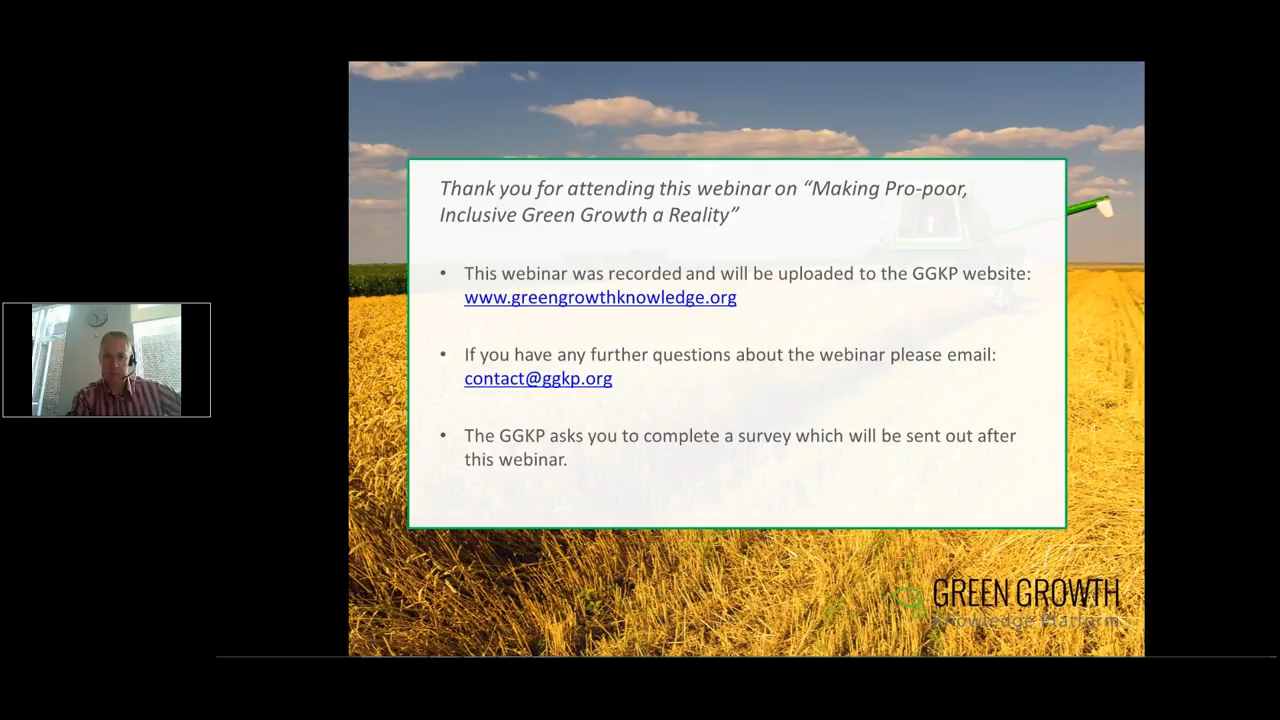 Thank you for attending this webinar on “Making Pro-poor,
Inclusive Green Growth a Reality”
• This webinar was recorded and will be uploaded to the GGKP website:
www.greengrowthknowledge.org
• If you have any further questions about the webinar please email:
contact@ggkp.org
• The GGKP asks you to complete a survey which will be sent out after
this webinar.
GREEN GROWTH
Knowledge Platform